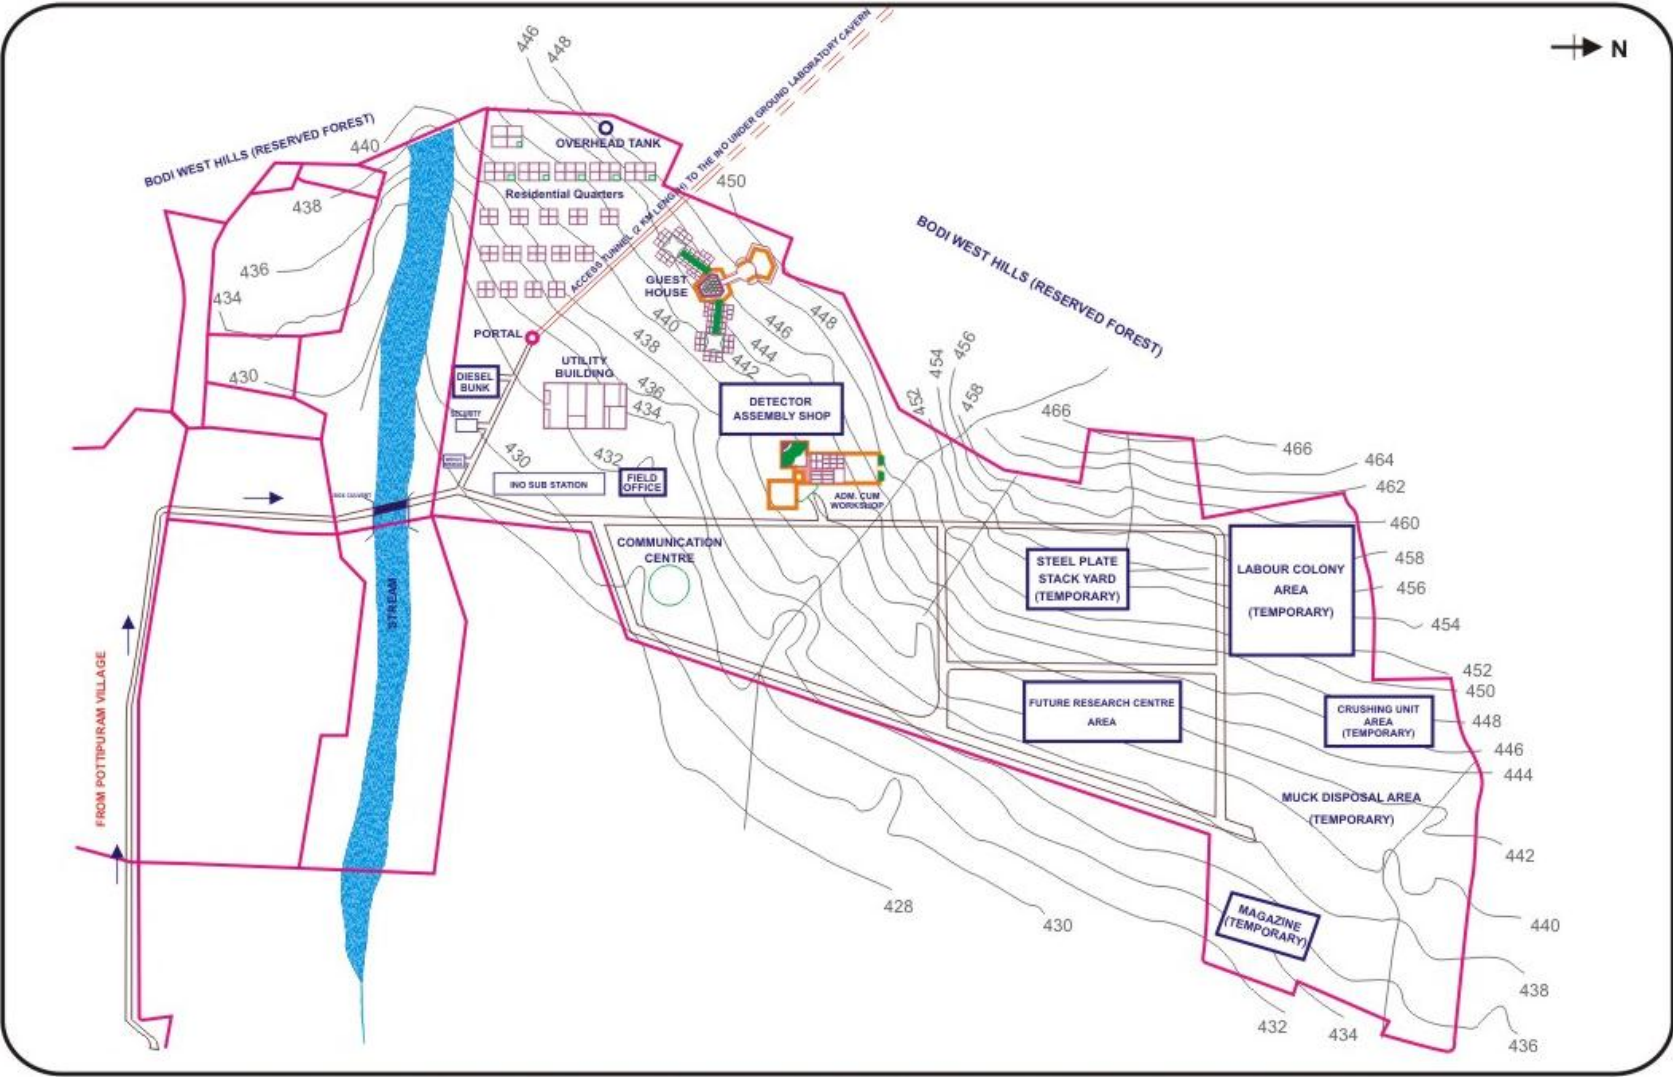 446
448
N
BODI WEST HILLS (RESERVED FOREST)
440
OVERHEAD TANK
ACCESS TUNNEL (2 KM LENGTH) TO THE INO UNDER GROUND LABORATORY CAVERN
450
Residential Quarters
438
BODI WEST HILLS (RESERVED FOREST)
436
434
GUEST
HOUSE
440
446
448
438
444
442
PORTAL
UTILITY
BUILDING
456
454
458
452
430
DIESEL
BUNK
436
434
DETECTOR
ASSEMBLY SHOP
SECURITY
466
466
464
462
430
432
INO SUB STATION
FIELD
OFFICE
ADM. CUM
WORKSHOP
460
COMMUNICATION
CENTRE
STEEL PLATE
STACK YARD
(TEMPORARY)
LABOUR COLONY
AREA
(TEMPORARY)
458
456
454
STREAM
452
450
FROM POTTIPURAM VILLAGE
FUTURE RESEARCH CENTRE
AREA
CRUSHING UNIT
AREA
(TEMPORARY)
448
446
444
MUCK DISPOSAL AREA
(TEMPORARY)
442
428
430
MAGAZINE
(TEMPORARY)
440
438
432
434
436